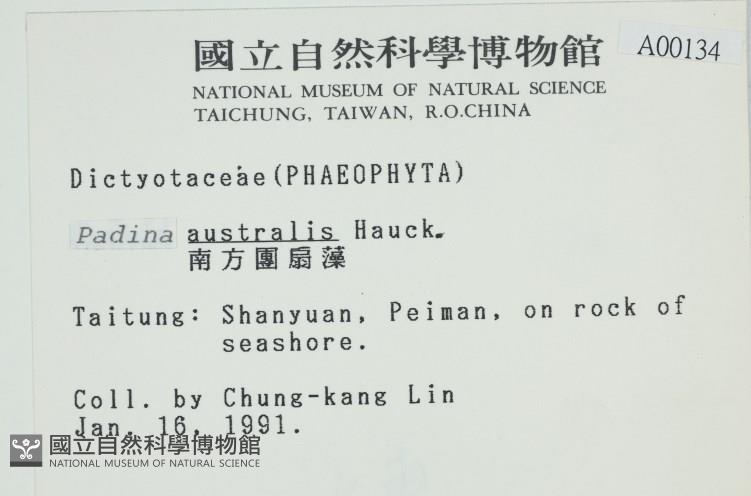 國立自然科學博物館
A00134
NATIONAL MUSEUM OF NATURAL SCIENCE
TAICHUNG, TAIWAN, R.O.CHINA
Dictyotaceae (PHAEOPHYTA)
Padina australis Hauck.
南方團扇藻
Taitung: Shanyuan, Peiman, on rock of
seashore.
Coll. by Chung-kang Lin
Jan. 16, 1991.
國立自然科學博物館
NATIONAL MUSEUM OF NATURAL SCIENCE